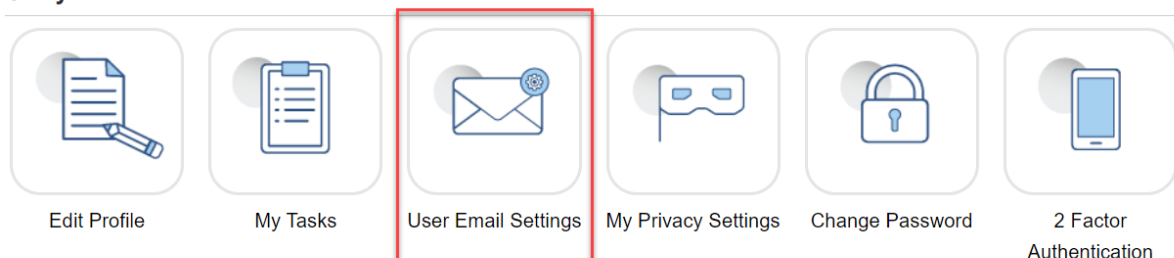 Edit Profile
My Tasks
User Email Settings
My Privacy Settings
Change Password
2 Factor
Authentication